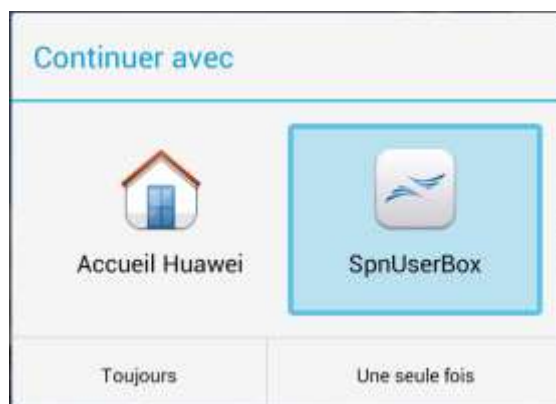 Continuer avec
Accueil Huawei
SpnUserBox
Toujours
Une seule fois